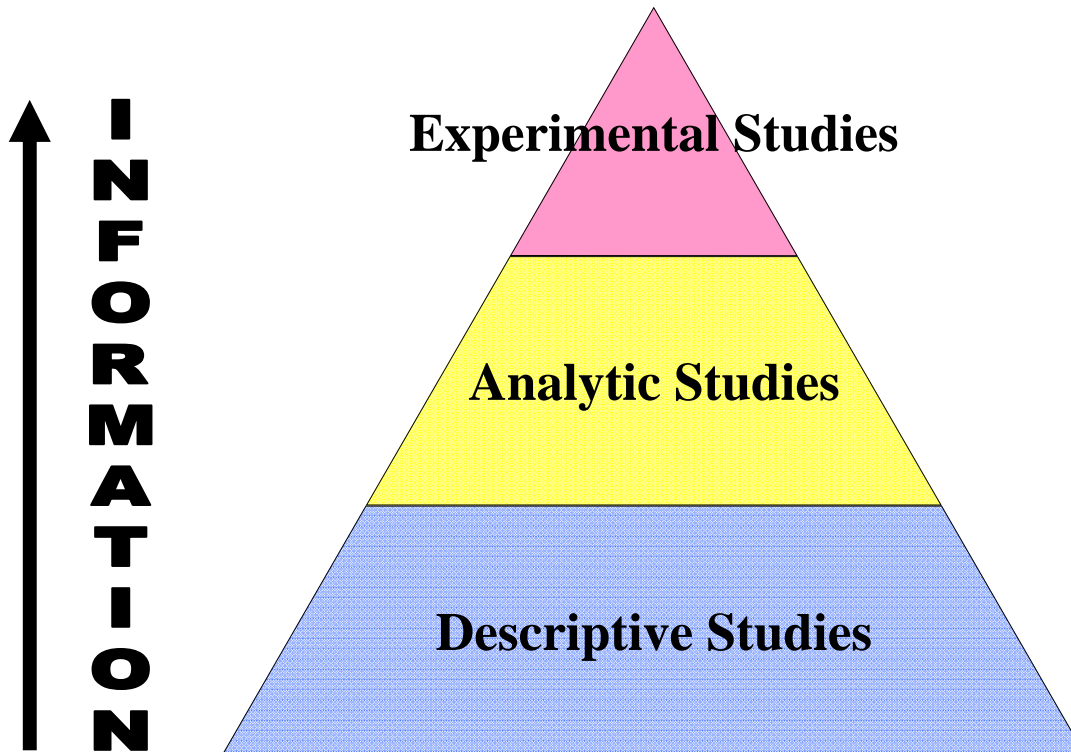 INFORMATION
Experimental Studies
Analytic Studies
Descriptive Studies